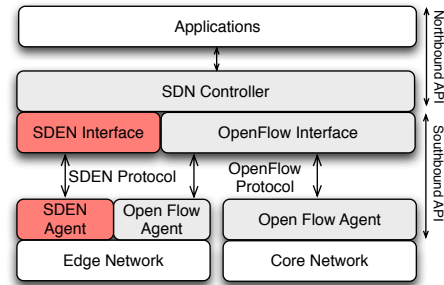 Applications
Northbound API
SDN Controller
SDEN Interface
OpenFlow Interface
SDEN Protocol
OpenFlow
Protocol
Southbound API
SDEN
Agent
Open Flow
Agent
Open Flow Agent
Edge Network
Core Network